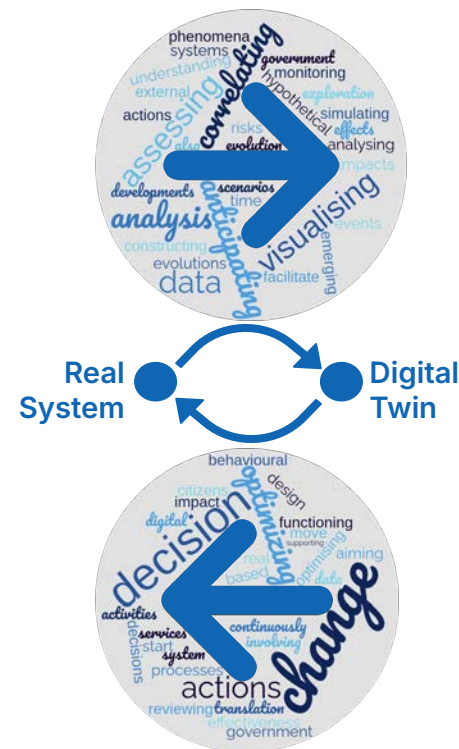 phenomena
systems
correlating
government
understanding
monitoring
external
hypothetical
exploration
assessing
actions
simulating
risks
effects
also
evolution
analysing
impacts
scenarios
developments
time
anticipating
visualising
analysis
events
constructing
emerging
evolutions
facilitate
data
Real
System
Digital
Twin
behavioural
optimizing
design
citizens
impact
decision
digital
functioning
move
supporting
optimising
real
aiming
based
data
change
activities
continuously
decisions
services
involving
start
system
processes
actions
reviewing
translation
effectiveness
government